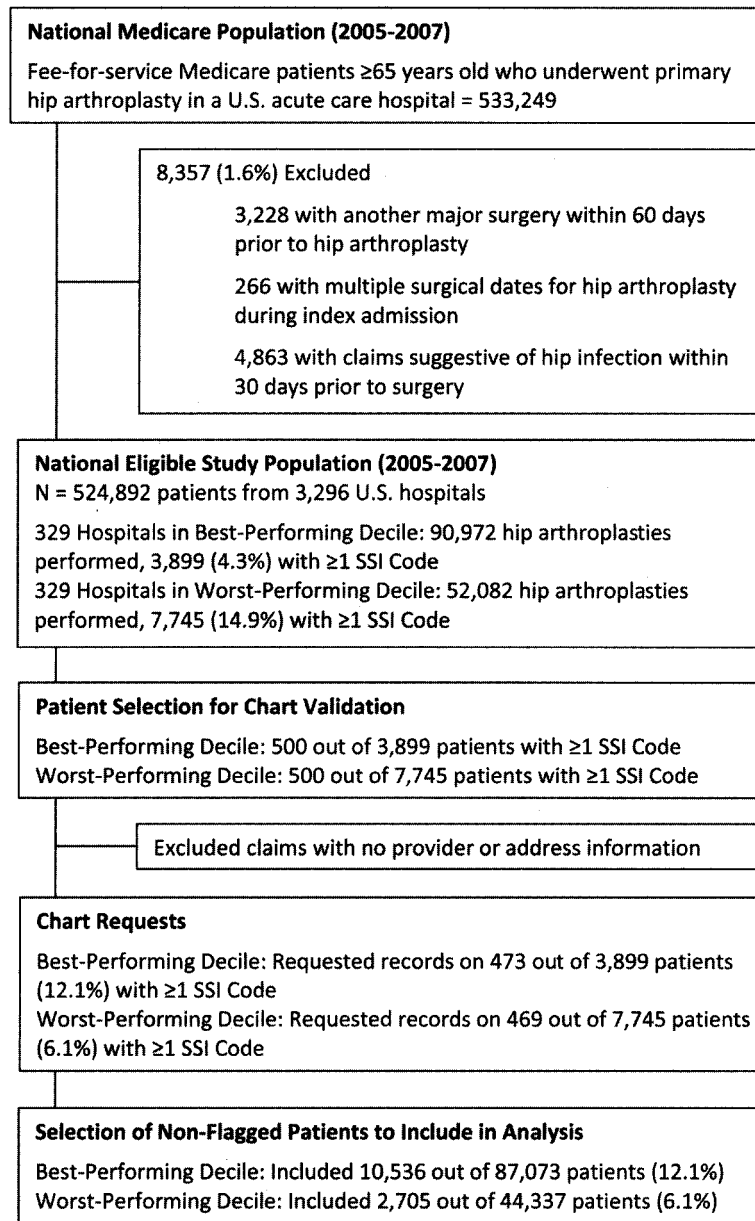 National Medicare Population (2005-2007)
Fee-for-service Medicare patients ≥65 years old who underwent primary
hip arthroplasty in a U.S. acute care hospital = 533,249
8,357 (1.6%) Excluded
3,228 with another major surgery within 60 days
prior to hip arthroplasty
266 with multiple surgical dates for hip arthroplasty
during index admission
4,863 with claims suggestive of hip infection within
30 days prior to surgery
National Eligible Study Population (2005-2007)
N = 524,892 patients from 3,296 U.S. hospitals
329 Hospitals in Best-Performing Decile: 90,972 hip arthroplasties
performed, 3,899 (4.3%) with ≥1 SSI Code
329 Hospitals in Worst-Performing Decile: 52,082 hip arthroplasties
performed, 7,745 (14.9%) with ≥1 SSI Code
Patient Selection for Chart Validation
Best-Performing Decile: 500 out of 3,899 patients with ≥1 SSI Code
Worst-Performing Decile: 500 out of 7,745 patients with ≥1 SSI Code
Excluded claims with no provider or address information
Chart Requests
Best-Performing Decile: Requested records on 473 out of 3,899 patients
(12.1%) with ≥1 SSI Code
Worst-Performing Decile: Requested records on 469 out of 7,745 patients
(6.1%) with ≥1 SSI Code
Selection of Non-Flagged Patients to Include in Analysis
Best-Performing Decile: Included 10,536 out of 87,073 patients (12.1%)
Worst-Performing Decile: Included 2,705 out of 44,337 patients (6.1%)